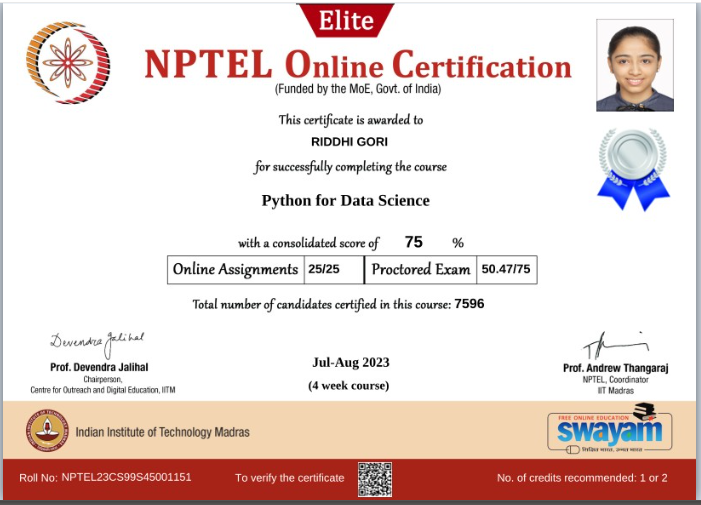 Elite
NPTEL Online Certification
(Funded by the MoE, Govt. of India)
This certificate is awarded to
RIDDHI GORI
for successfully completing the course
Python for Data Science
with a consolidated score of 75 %
Online Assignments 25/25 Proctored Exam 50.47/75
Total number of candidates certified in this course: 7596
Devendra Jalihal
Prof. Devendra Jalihal
Chairperson,
Centre for Outreach and Digital Education, IITM
Jul-Aug 2023
(4 week course)
Prof. Andrew Thangaraj
NPTEL, Coordinator
IIT Madras
Indian Institute of Technology Madras
FREE ONLINE EDUCATION
swayam
शिक्षित भारत, उन्नत भारत
Roll No: NPTEL23CS99S45001151
To verify the certificate
No. of credits recommended: 1 or 2